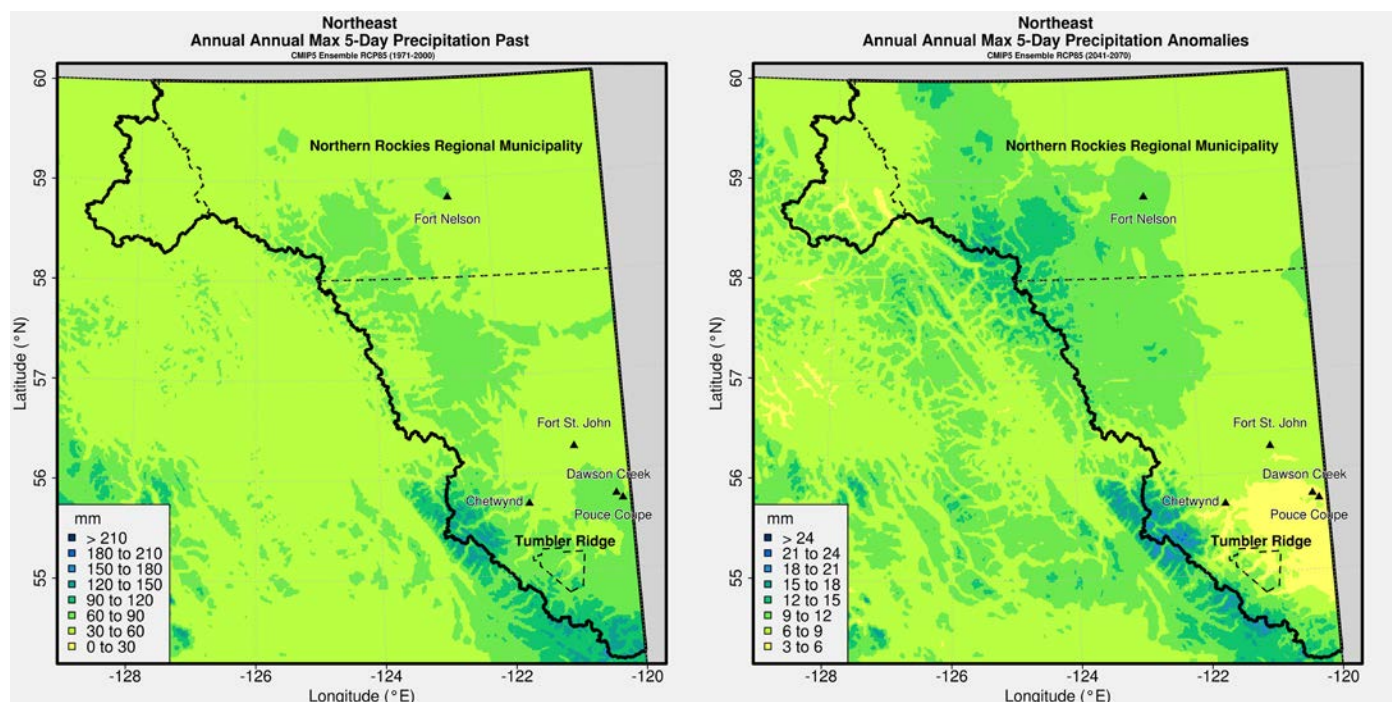 Northeast
Annual Annual Max 5-Day Precipitation Past
CMIP5 Ensemble RCP85 (1971-2000)
60
59
58
57
56
55
Latitude (°N)
Northern Rockies Regional Municipality
Fort Nelson
Fort St. John
Dawson Creek
Chetwynd
Pouce Coupe
Tumbler Ridge
mm
> 210
180 to 210
150 to 180
120 to 150
90 to 120
60 to 90
30 to 60
0 to 30
-128
-126
-124
-122
-120
Longitude (°E)
Northeast
Annual Annual Max 5-Day Precipitation Anomalies
CMIP5 Ensemble RCP85 (2041-2070)
60
59
58
57
56
55
Latitude (°N)
Northern Rockies Regional Municipality
Fort Nelson
Fort St. John
Dawson Creek
Chetwynd
Pouce Coupe
Tumbler Ridge
mm
> 24
21 to 24
18 to 21
15 to 18
12 to 15
9 to 12
6 to 9
3 to 6
-128
-126
-124
-122
-120
Longitude (°E)